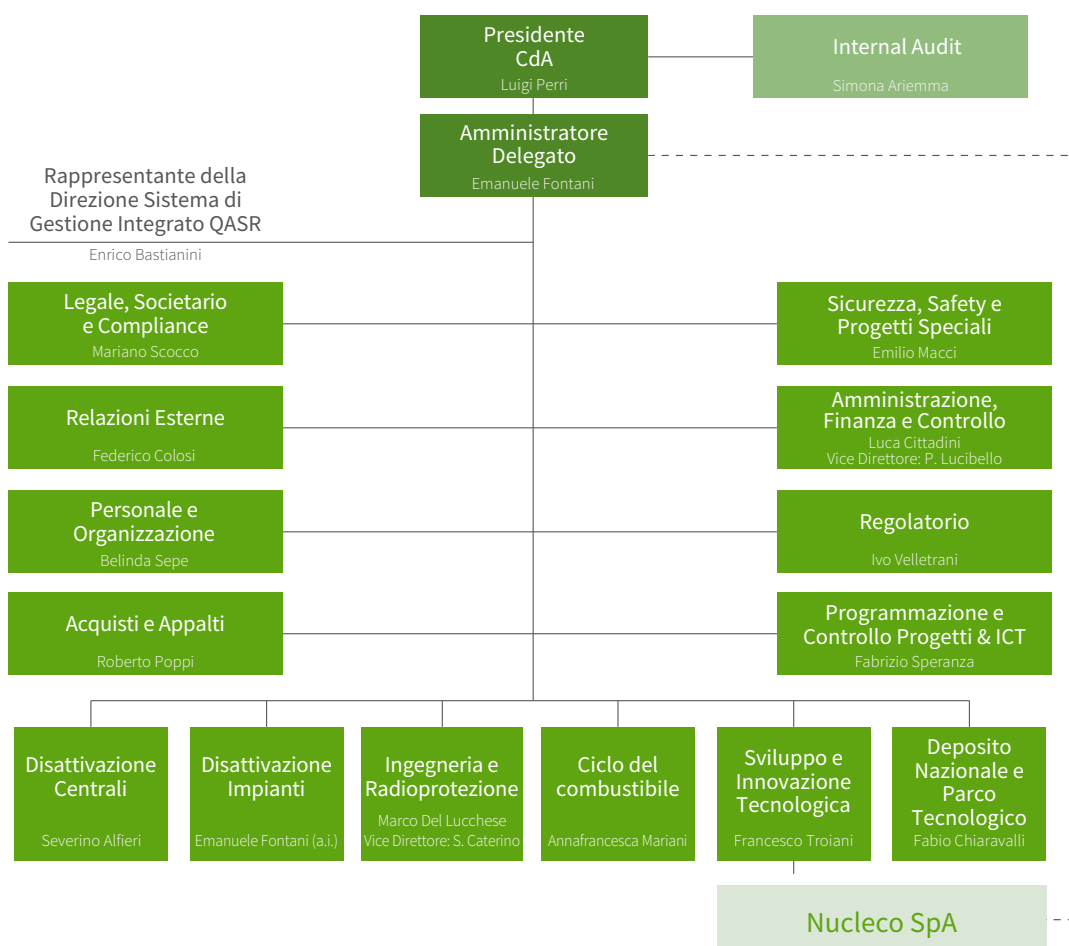 Presidente
CdA
Luigi Perri
Internal Audit
Simona Ariemma
Amministratore
Delegato
Emanuele Fontani
Rappresentante della
Direzione Sistema di
Gestione Integrato QASR
Enrico Bastianini
Legale, Societario
e Compliance
Mariano Scocco
Sicurezza, Safety e
Progetti Speciali
Emilio Macci
Relazioni Esterne
Federico Colosi
Amministrazione,
Finanza e Controllo
Luca Cittadini
Vice Direttore: P. Lucibello
Personale e
Organizzazione
Belinda Sepe
Regolatorio
Ivo Velletrani
Acquisti e Appalti
Roberto Poppi
Programmazione e
Controllo Progetti & ICT
Fabrizio Speranza
Disattivazione
Centrali
Severino Alfieri
Disattivazione
Impianti
Emanuele Fontani (a.i.)
Ingegneria e
Radioprotezione
Marco Del Lucchese
Vice Direttore: S. Caterino
Ciclo del
combustibile
Annafrancesca Mariani
Sviluppo e
Innovazione
Tecnologica
Francesco Troiani
Deposito
Nazionale e
Parco
Tecnologico
Fabio Chiaravalli
Nucleco SpA